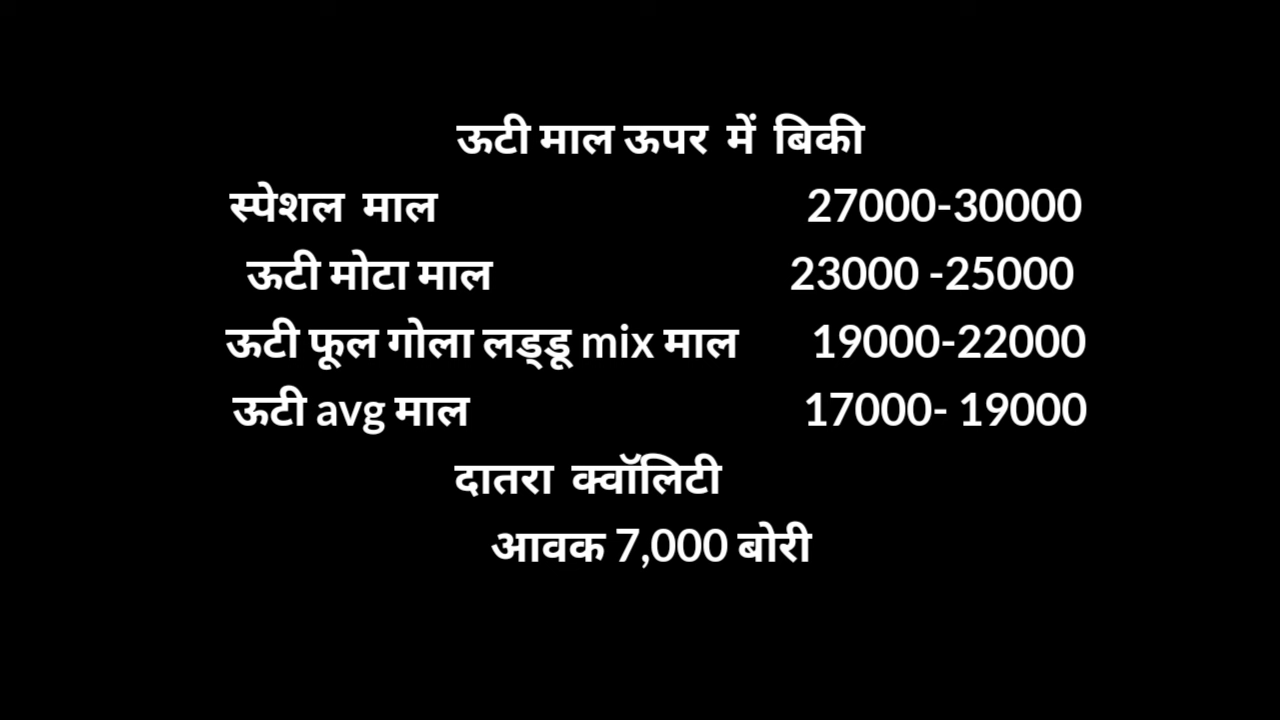 ऊटी माल ऊपर में बिकी
स्पेशल माल 27000-30000
ऊटी मोटा माल 23000 -25000
ऊटी फूल गोला लड्डू mix माल 19000-22000
ऊटी avg माल 17000- 19000
दातरा क्वॉलिटी
आवक 7,000 बोरी